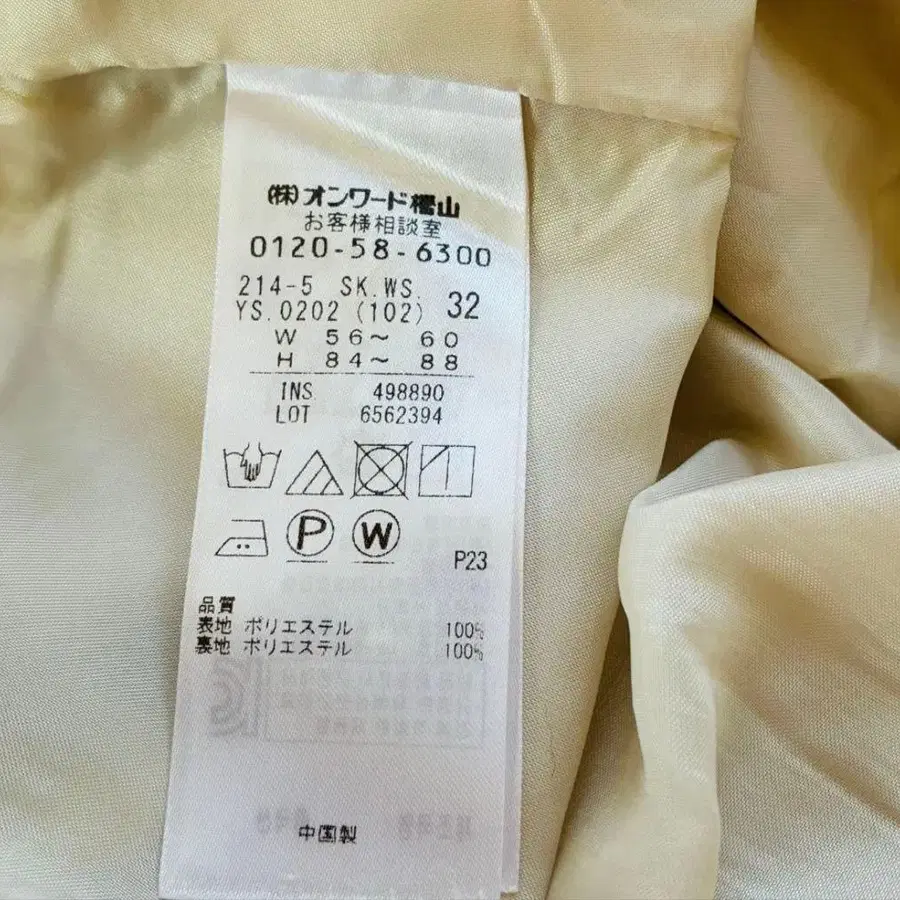 (株)オンワード樫山
お客様相談室
0120-58-6300
214-5 SK.WS.
YS.0202 (102) 32
W 56～ 60
H 84～ 88
INS 498890
LOT 6562394
P
W
P23
品質
表地 ポリエステル 100%
裏地 ポリエステル 100%
中国製